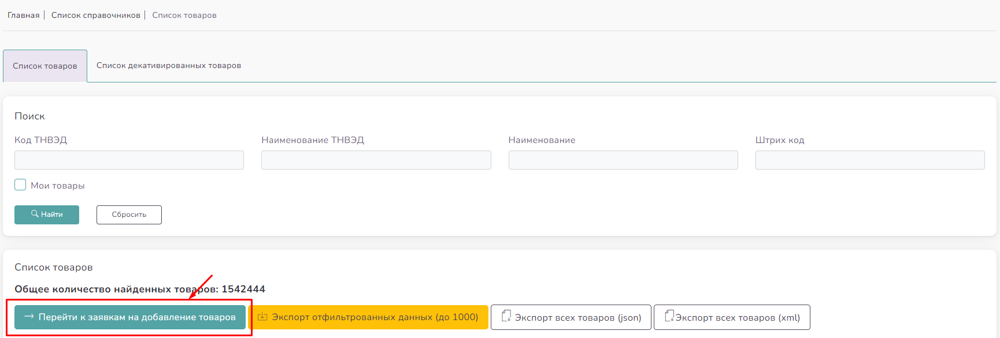 Главная | Список справочников | Список товаров
Список товаров Список декативированных товаров
Поиск
Код ТНВЭД Наименование ТНВЭД Наименование Штрих код
Мои товары
Найти Сбросить
Список товаров
Общее количество найденных товаров: 1542444
→ Перейти к заявкам на добавление товаров Экспорт отфильтрованных данных (до 1000) Экспорт всех товаров (json) Экспорт всех товаров (xml)